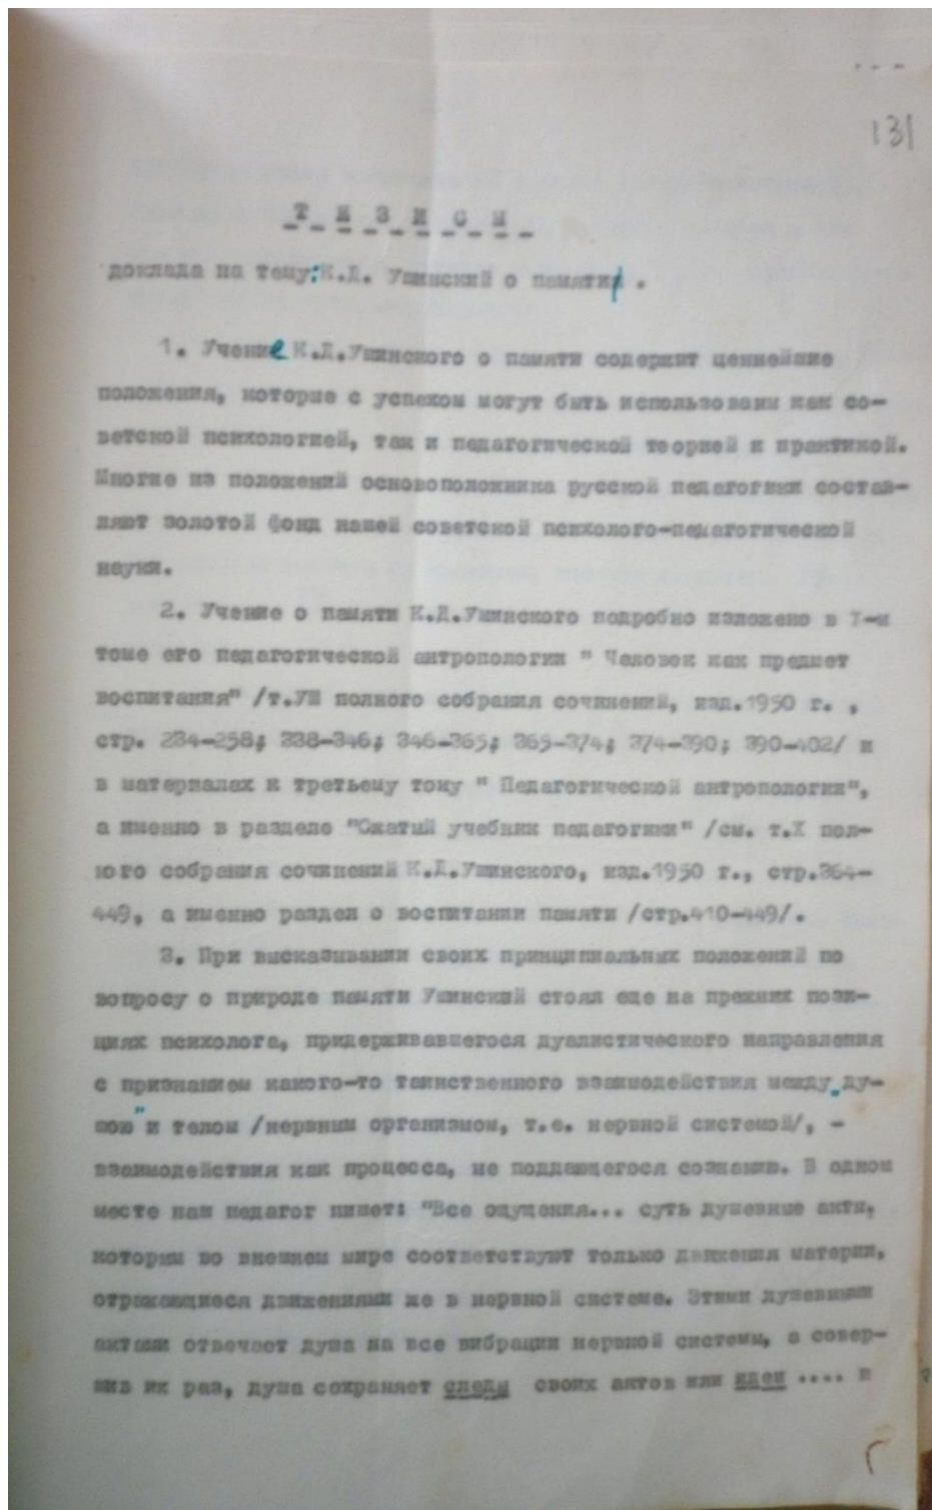 131
Т Е З И С Ы
доклада на тему: К.Д. Ушинский о памяти .
1. Учение К.Д.Ушинского о памяти содержит ценнейшие
положения, которые с успехом могут быть использованы как со-
ветской психологией, так и педагогической теорией и практикой.
Многие из положений основоположника русской педагогики состав-
ляют золотой фонд нашей советской психолого-педагогической
науки.
2. Учение о памяти К.Д.Ушинского подробно изложено в I-м
томе его педагогической антропологии " Человек как предмет
воспитания" /т.УШ полного собрания сочинений, изд.1950 г. ,
стр. 234-258; 338-346; 346-365; 365-374; 374-390; 390-402/ и
в материалах к третьему тому " Педагогической антропологии",
а именно в разделе "Сжатый учебник педагогики" /см. т.Х пол-
ного собрания сочинений К.Д.Ушинского, изд.1950 г., стр.364-
449, а именно раздел о воспитании памяти /стр.410-449/.
3. При высказывании своих принципиальных положений по
вопросу о природе памяти Ушинский стоял еще на прежних пози-
циях психолога, придерживавшегося дуалистического направления
с признанием какого-то таинственного взаимодействия между „ду-
шою" и телом /нервным организмом, т.е. нервной системой/, -
взаимодействия как процесса, не поддающегося сознанию. В одном
месте наш педагог пишет: "Все ощущения... суть душевные акты,
которым во внешнем мире соответствуют только движения материи,
отражающиеся движениями же в нервной системе. Этими душевными
актами отвечает душа на все вибрации нервной системы, а совер-
шив их раз, душа сохраняет следы своих актов или идеи .... и